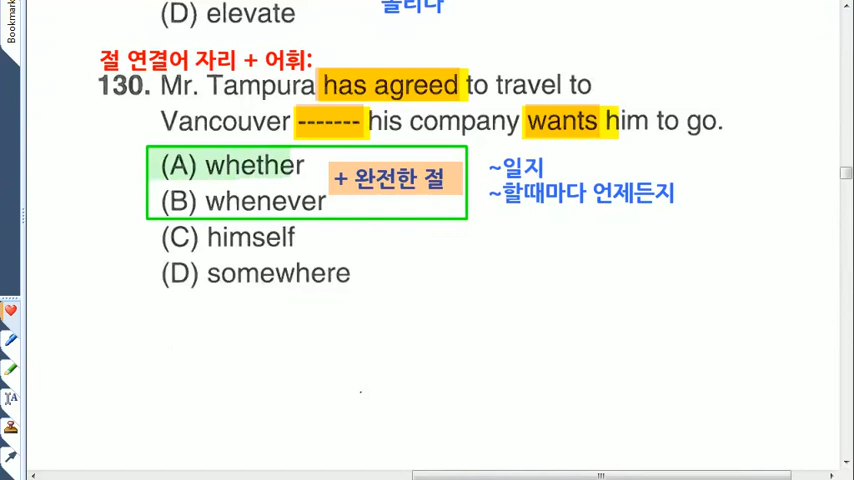 Bookmar
(D) elevate
올리다
절 연결어 자리 + 어휘:
130. Mr. Tampura has agreed to travel to
Vancouver ------- his company wants him to go.
(A) whether
+ 완전한 절
~일지
(B) whenever
~할때마다 언제든지
(C) himself
(D) somewhere